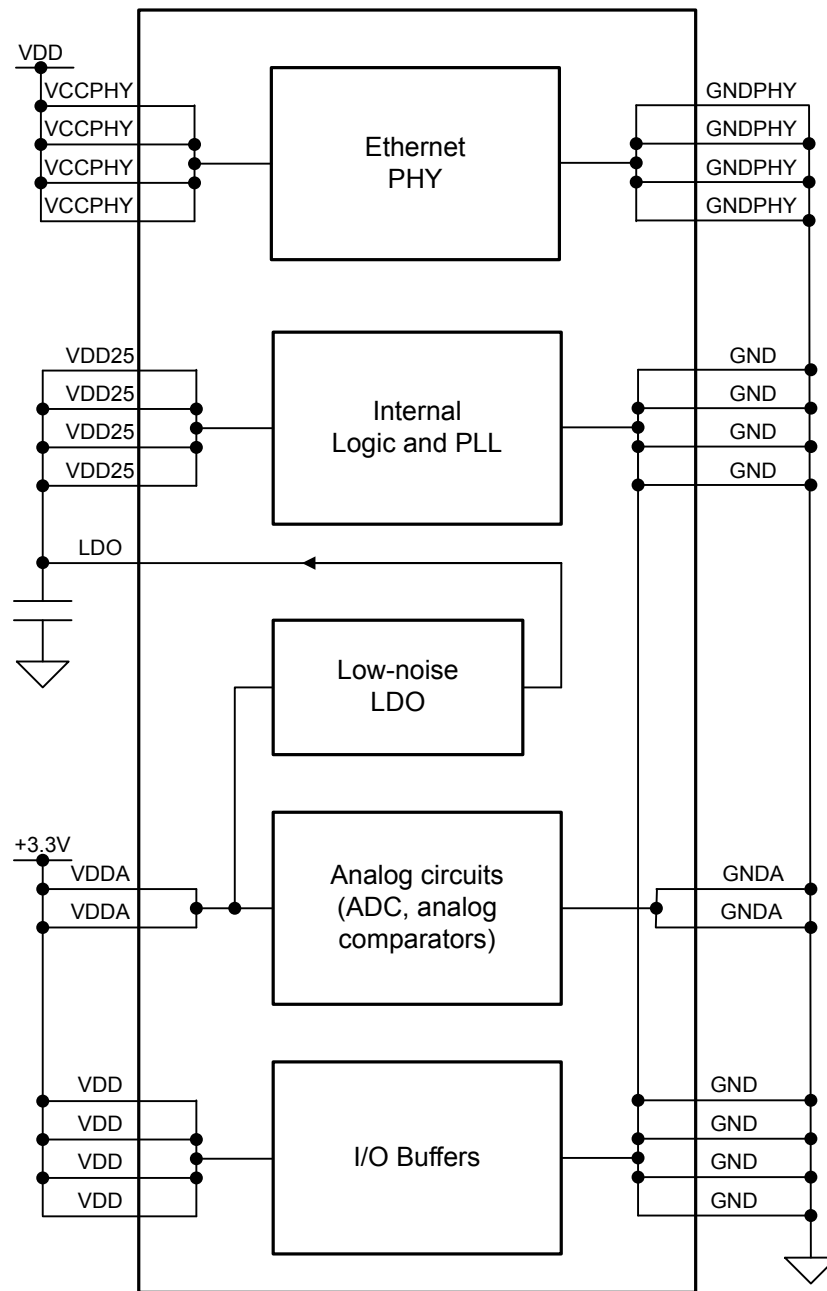 VDD
VCCPHY
VCCPHY
VCCPHY
VCCPHY
Ethernet
PHY
GNDPHY
GNDPHY
GNDPHY
GNDPHY
VDD25
VDD25
VDD25
VDD25
Internal
Logic and PLL
GND
GND
GND
GND
LDO
Low-noise
LDO
+3.3V
VDDA
VDDA
Analog circuits
(ADC, analog
comparators)
GNDA
GNDA
VDD
VDD
VDD
VDD
I/O Buffers
GND
GND
GND
GND